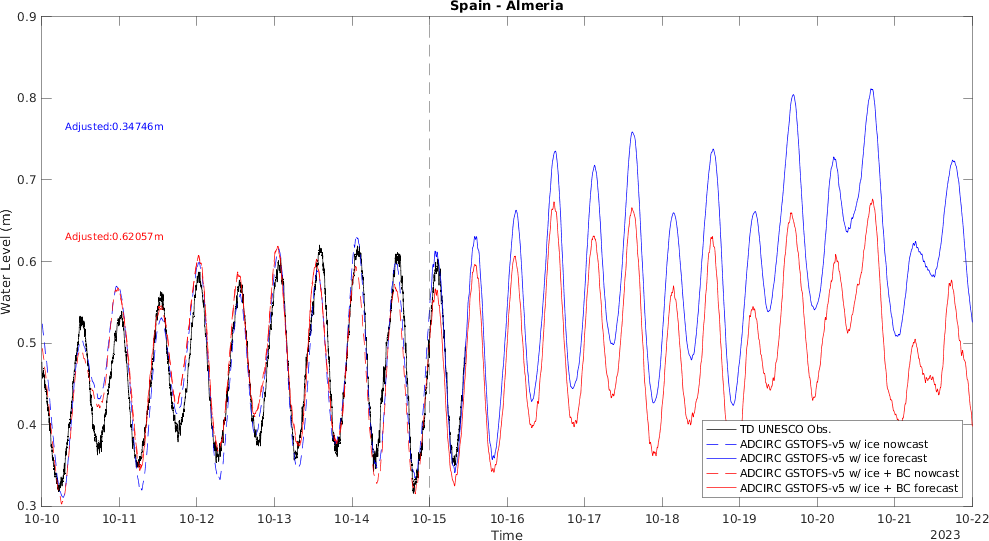 Spain - Almeria
0.9
0.8
0.7
0.6
0.5
0.4
0.3
Water Level (m)
Adjusted:0.34746m
Adjusted:0.62057m
TD UNESCO Obs.
ADCIRC GSTOFS-v5 w/ ice nowcast
ADCIRC GSTOFS-v5 w/ ice forecast
ADCIRC GSTOFS-v5 w/ ice + BC nowcast
ADCIRC GSTOFS-v5 w/ ice + BC forecast
10-10 10-11 10-12 10-13 10-14 10-15 10-16 10-17 10-18 10-19 10-20 10-21 10-22
Time
2023